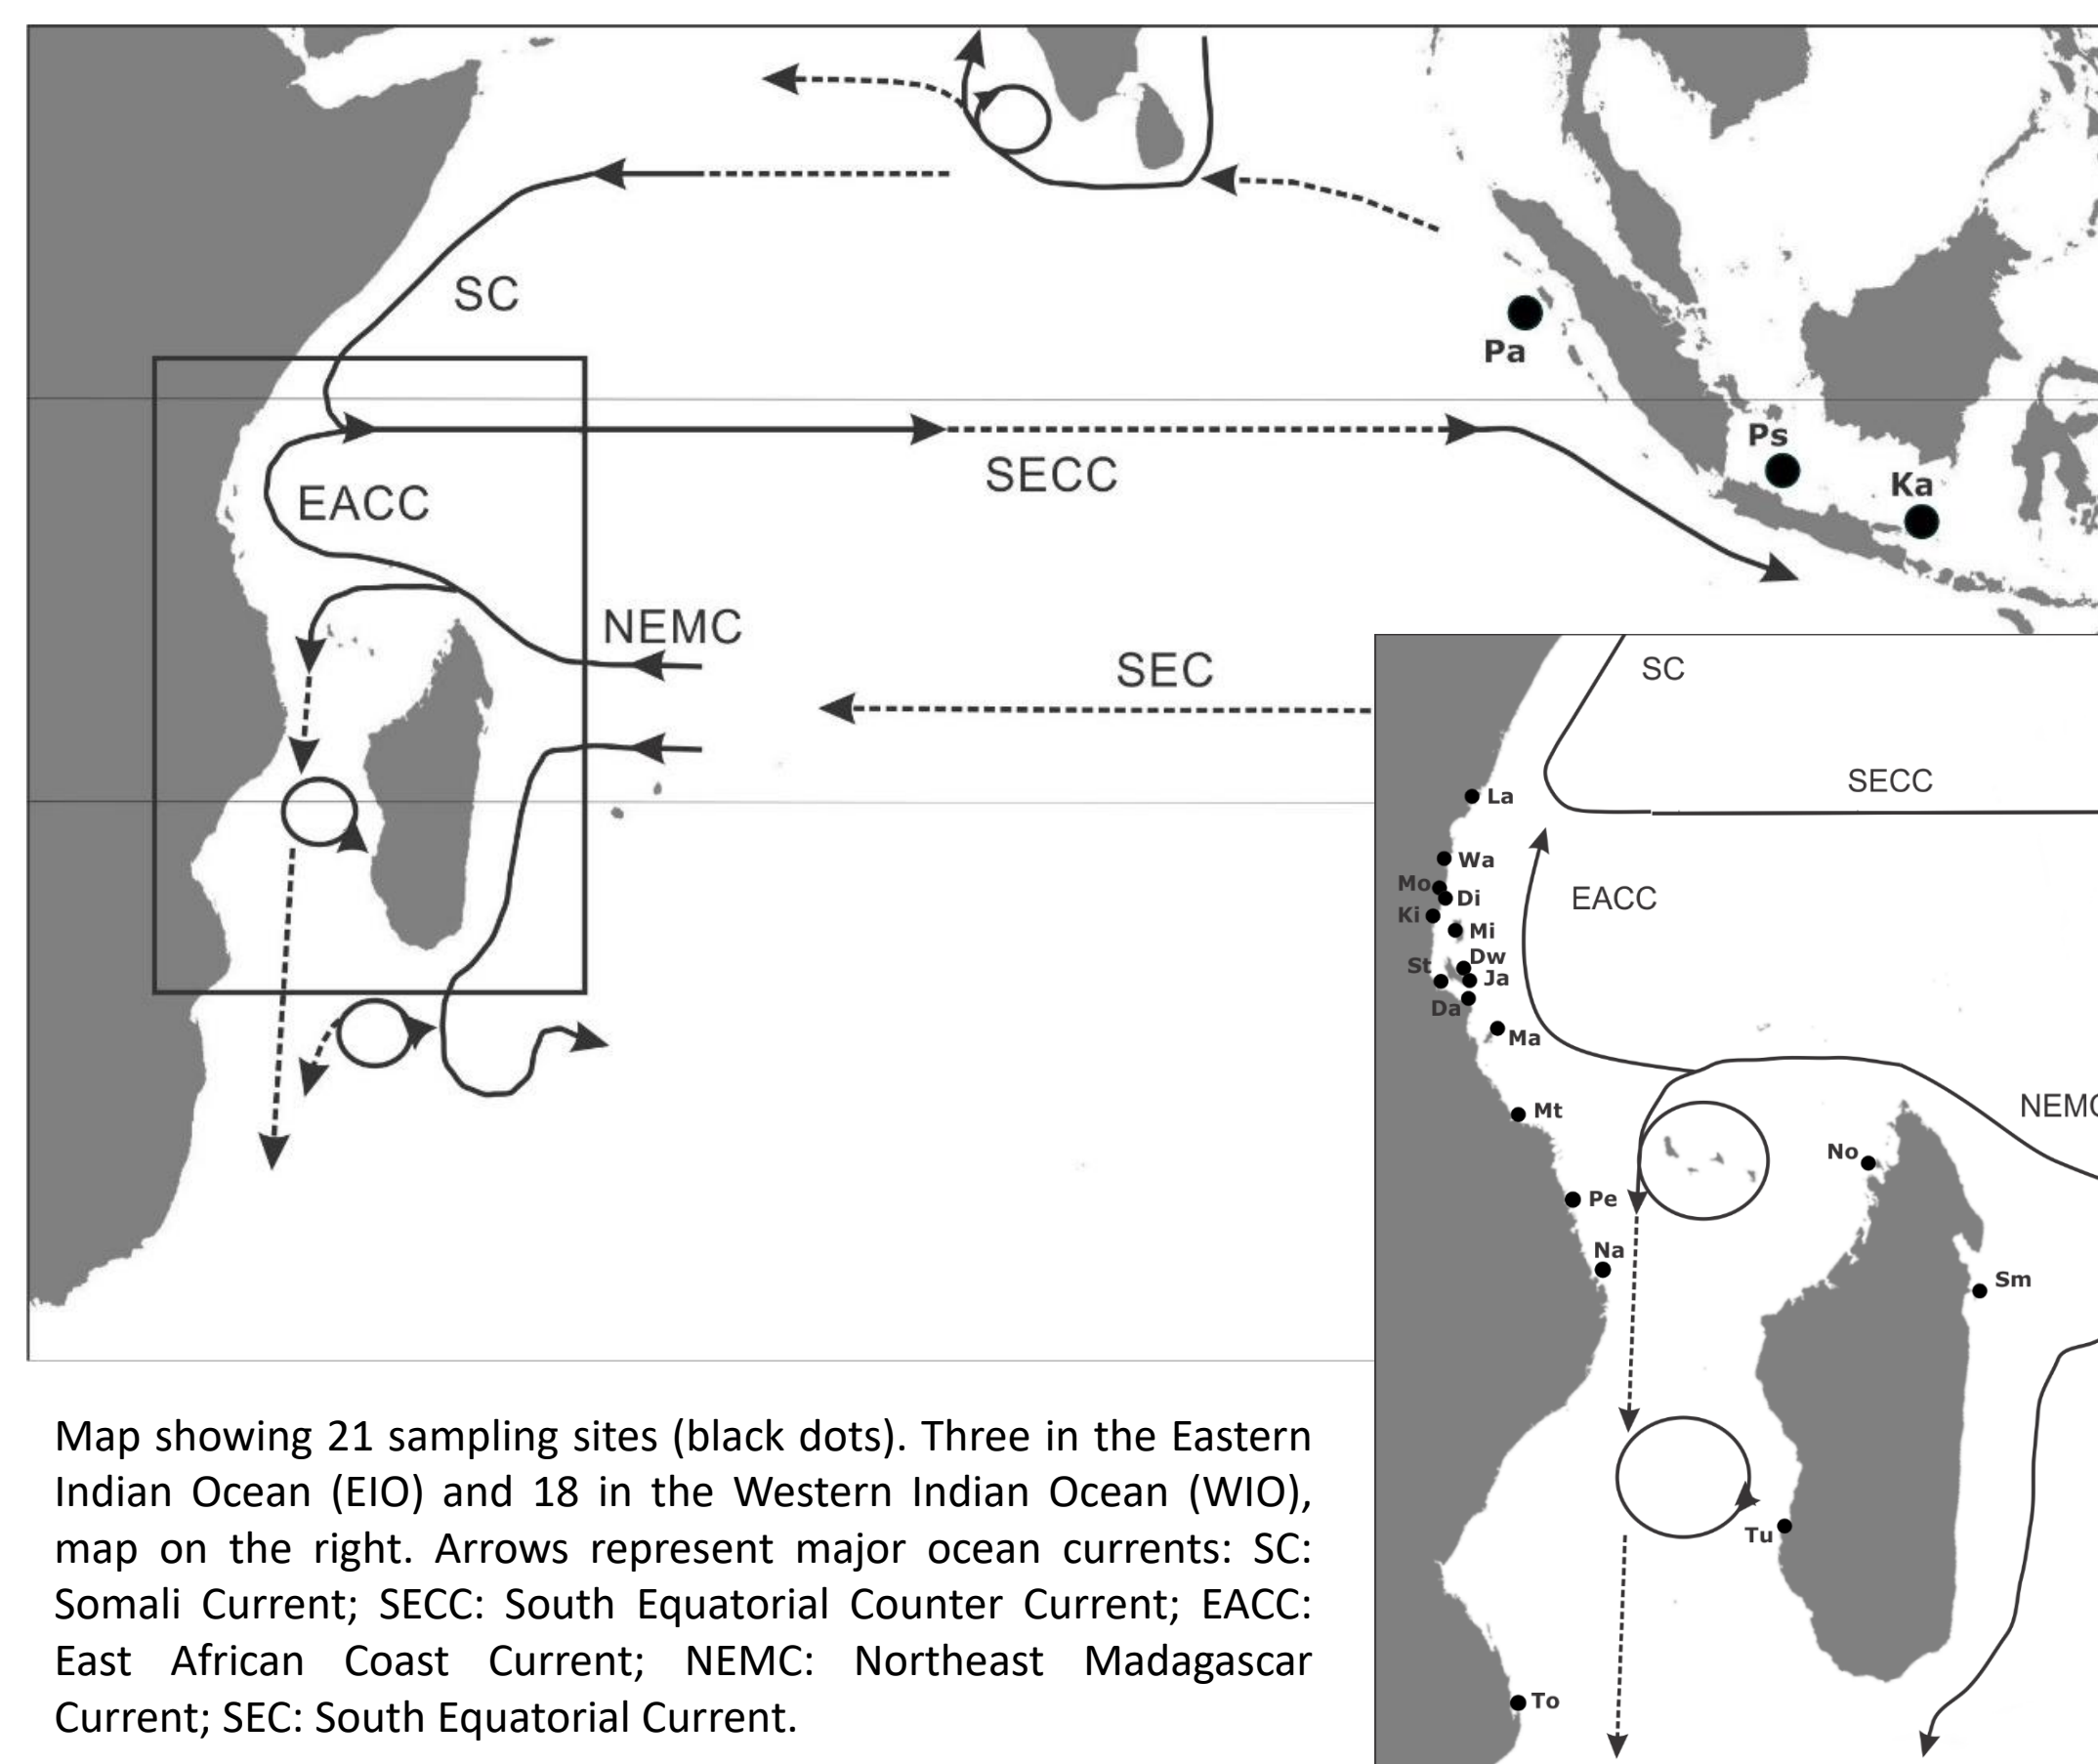 SC
Pa
Ps
SECC
Ka
EACC
NEMC
SEC
SC
SECC
La
Wa
Mo
Di
EACC
Ki
Mi
Dw
St
Ja
Da
Ma
NEMC
Mt
No
Pe
Na
Sm
Tu
To
Map showing 21 sampling sites (black dots). Three in the Eastern
Indian Ocean (EIO) and 18 in the Western Indian Ocean (WIO),
map on the right. Arrows represent major ocean currents: SC:
Somali Current; SECC: South Equatorial Counter Current; EACC:
East African Coast Current; NEMC: Northeast Madagascar
Current; SEC: South Equatorial Current.